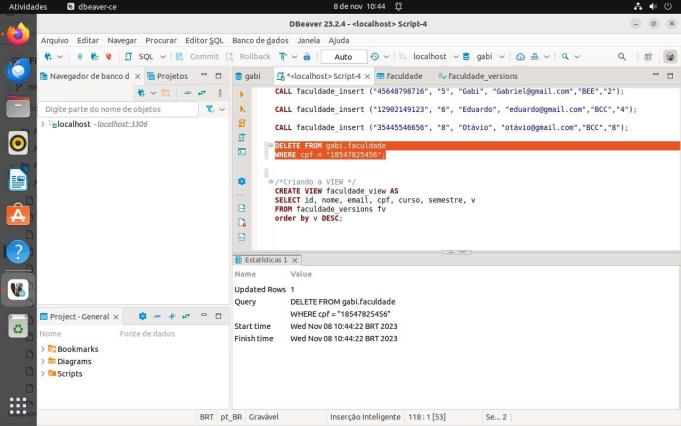 Atividades
dbeaver-ce
8 de nov 10:44
DBeaver 23.2.4 - <localhost> Script-4
Arquivo Editar Navegar Procurar Editor SQL Banco de dados Janela Ajuda
SQL Commit Rollback Auto localhost gabi
Navegador de banco d Projetos
Digite parte do nome de objetos
localhost - localhost:3306
gabi *<localhost> Script-4 faculdade faculdade_versions
CALL faculdade_insert ("45648798716", "5", "Gabi", "Gabriel@gmail.com","BEE","2");
CALL faculdade_insert ("12902149123", "6", "Eduardo", "eduardo@gmail.com","BCC","4");
CALL faculdade_insert ("35445546656", "8", "Otávio", "otávio@gmail.com","BCC","8");
DELETE FROM gabi.faculdade
WHERE cpf = "18547825456";
/*Criando a VIEW */
CREATE VIEW faculdade_view AS
SELECT id, nome, email, cpf, curso, semestre, v
FROM faculdade_versions fv
order by v DESC;
Estatísticas 1
Name Value
Updated Rows 1
Query DELETE FROM gabi.faculdade
WHERE cpf = "18547825456"
Start time Wed Nov 08 10:44:22 BRT 2023
Finish time Wed Nov 08 10:44:22 BRT 2023
Project - General
Nome Fonte de dados
Bookmarks
Diagrams
Scripts
BRT pt_BR Gravável Inserção Inteligente 118 : 1 [53] Se... 2